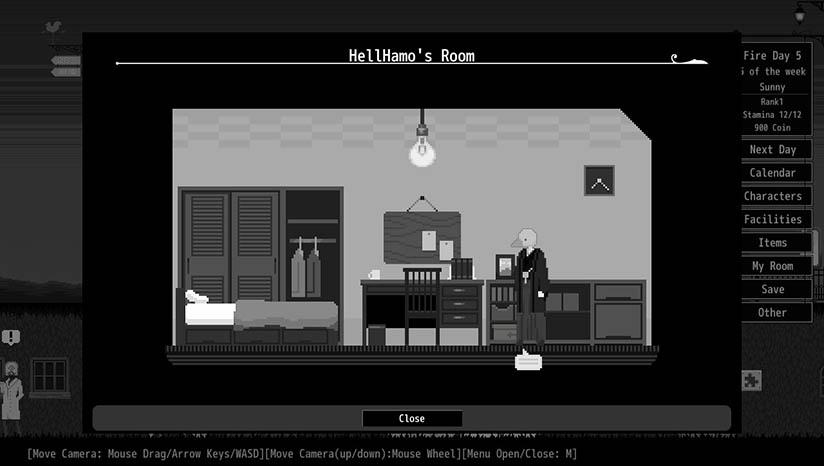 HellHamo's Room
Fire Day 5
5 of the week
Sunny
Rank1
Stamina 12/12
900 Coin
Next Day
Calendar
Characters
Facilities
Items
My Room
Save
Other
Close
[Move Camera: Mouse Drag/Arrow Keys/WASD][Move Camera(up/down):Mouse Wheel][Menu Open/Close: M]